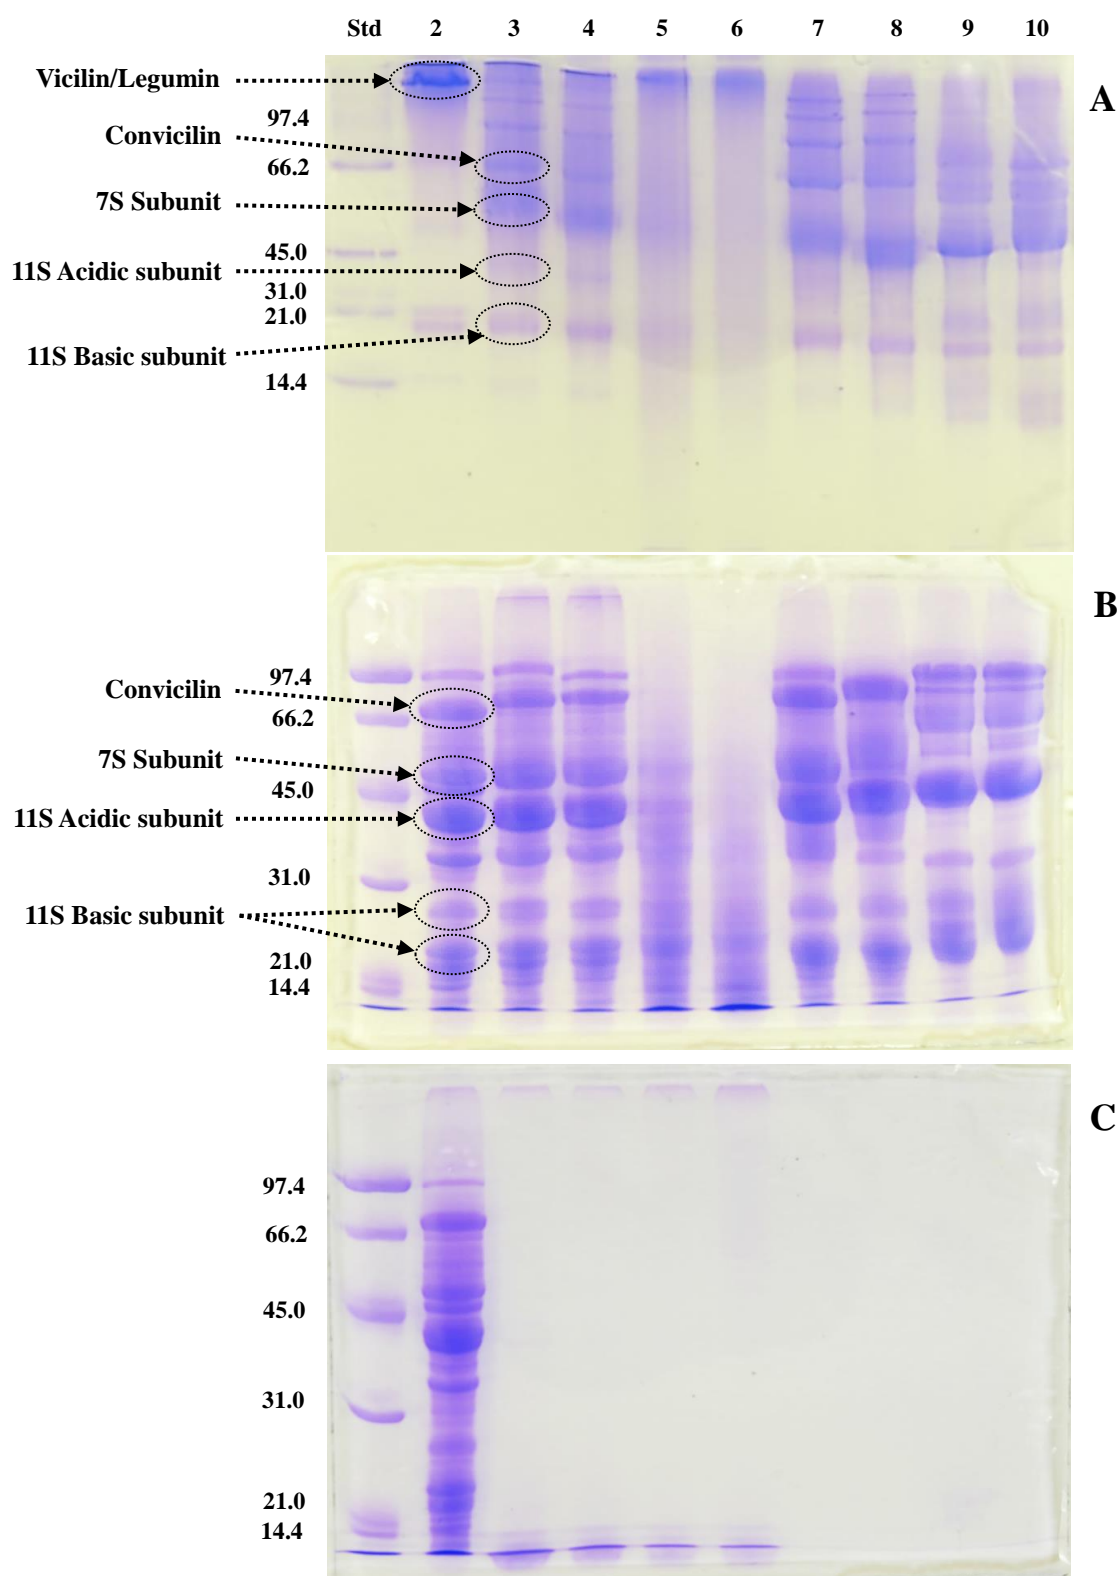 Std 2 3 4 5 6 7 8 9 10
A
Vicilin/Legumin
97.4
Convicilin
66.2
7S Subunit
45.0
11S Acidic subunit
31.0
21.0
11S Basic subunit
14.4
B
97.4
Convicilin
66.2
7S Subunit
45.0
11S Acidic subunit
31.0
11S Basic subunit
21.0
14.4
C
97.4
66.2
45.0
31.0
21.0
14.4